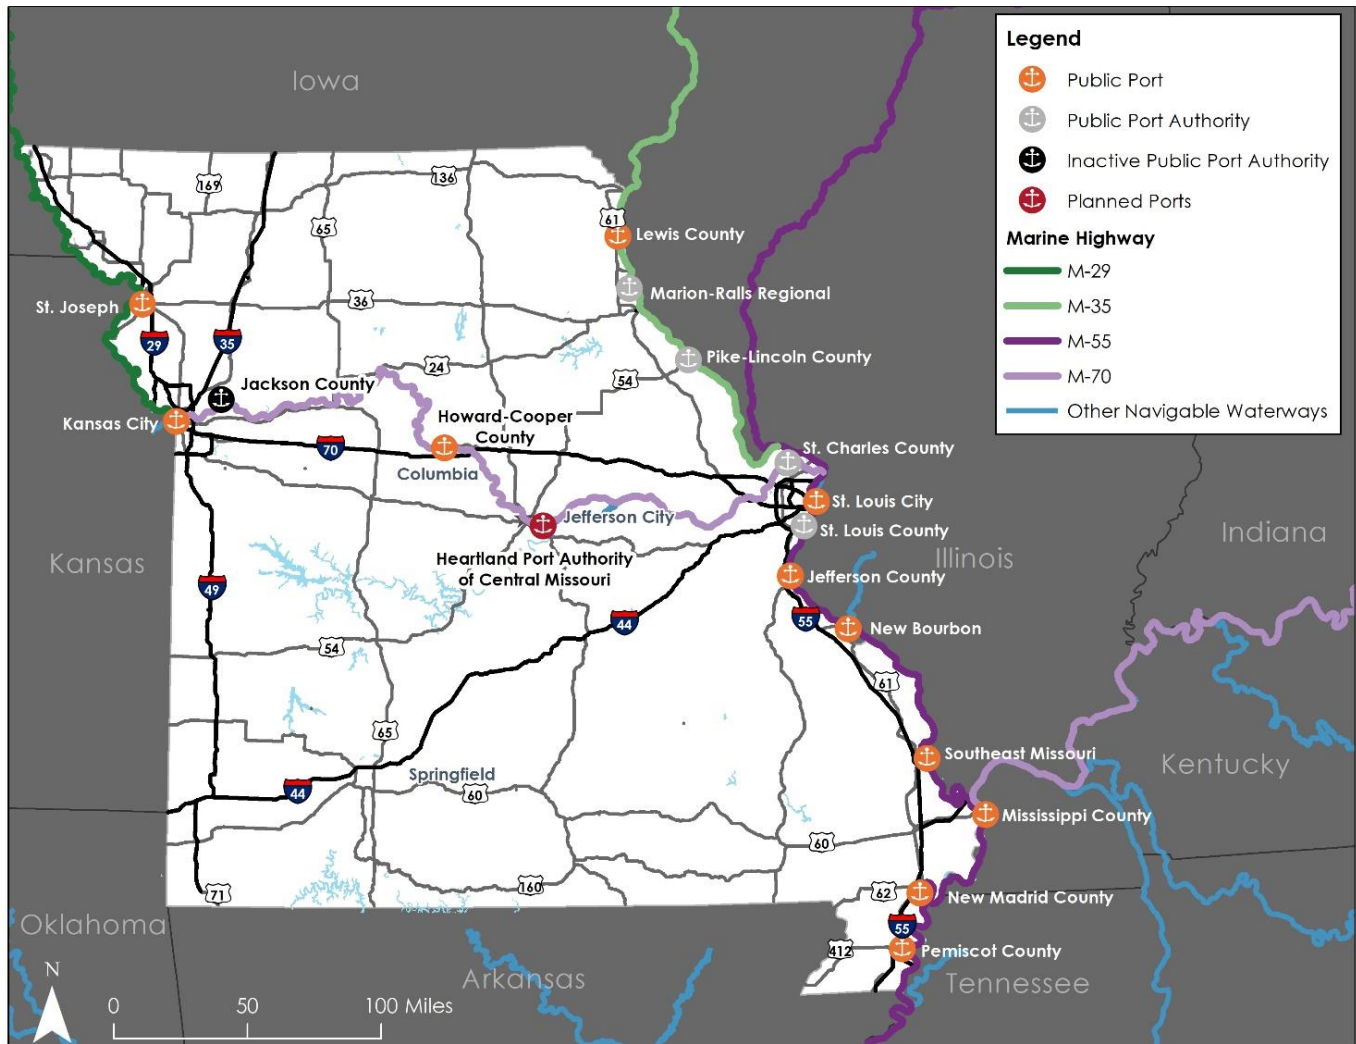 Iowa
Legend
Public Port
Public Port Authority
Inactive Public Port Authority
Planned Ports
Marine Highway
M-29
M-35
M-55
M-70
Other Navigable Waterways
169
136
65
61
Lewis County
Marion-Ralls Regional
St. Joseph
36
29
35
Pike-Lincoln County
24
54
Jackson County
Kansas City
Howard-Cooper
County
70
Columbia
St. Charles County
St. Louis City
Jefferson City
St. Louis County
Indiana
Illinois
Kansas
Heartland Port Authority
of Central Missouri
Jefferson County
49
44
55
New Bourbon
54
61
65
Southeast Missouri
Kentucky
Springfield
44
60
Mississippi County
60
71
160
62
New Madrid County
Oklahoma
55
412
Pemiscot County
Arkansas
Tennessee
N
0
50
100 Miles